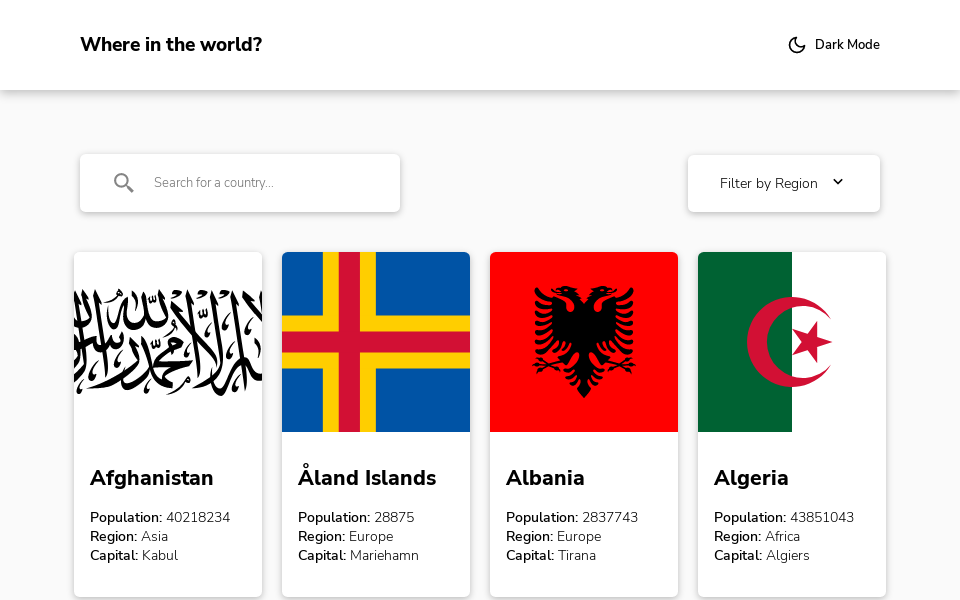 Where in the world?
Dark Mode
Search for a country...
Filter by Region
Afghanistan
Population: 40218234
Region: Asia
Capital: Kabul
Åland Islands
Population: 28875
Region: Europe
Capital: Mariehamn
Albania
Population: 2837743
Region: Europe
Capital: Tirana
Algeria
Population: 43851043
Region: Africa
Capital: Algiers